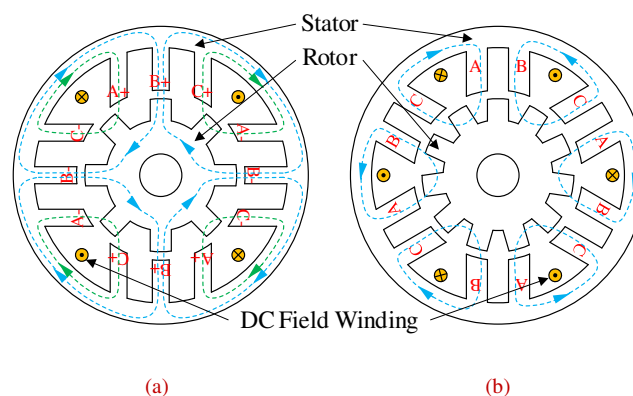 Stator
Rotor
A+
B+
C+
C-
A-
B-
B-
A-
C-
C+
B+
A+
A
B
C
C
B
A
A
B
C
C
B
A
DC Field Winding
(a)
(b)